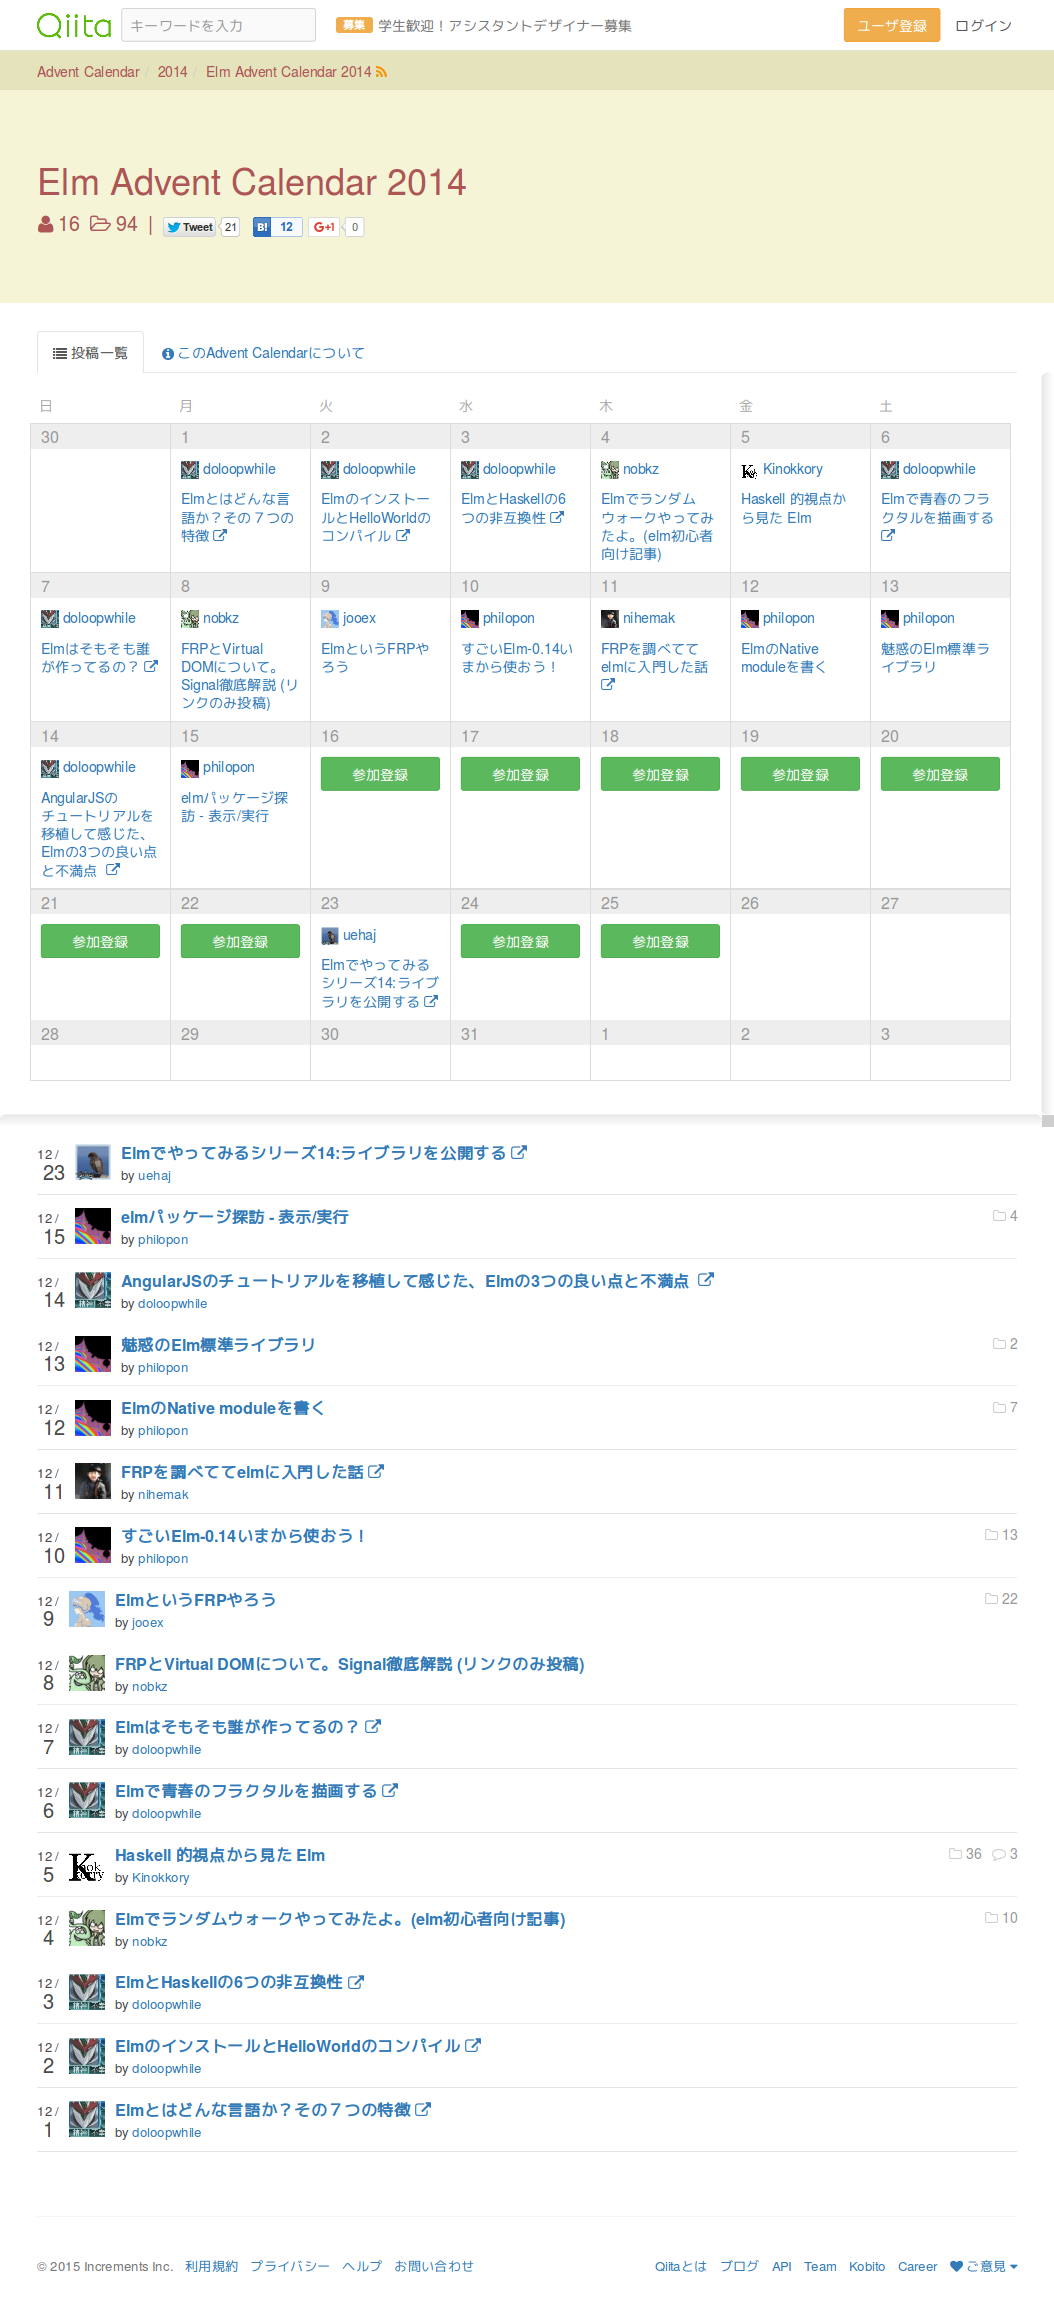 Qiita キーワードを入力 募集 学生歓迎！アシスタントデザイナー募集 ユーザ登録 ログイン
Advent Calendar / 2014 / Elm Advent Calendar 2014
Elm Advent Calendar 2014
16 94 | Tweet 21 B! 12 G+1 0
投稿一覧 このAdvent Calendarについて
日 月 火 水 木 金 土
30
1
doloopwhile
Elmとはどんな言
語か？その７つの
特徴
2
doloopwhile
Elmのインストー
ルとHelloWorldの
コンパイル
3
doloopwhile
ElmとHaskellの6
つの非互換性
4
nobkz
Elmでランダム
ウォークやってみ
たよ。(elm初心者
向け記事)
5
Kinokkory
Haskell 的視点か
ら見た Elm
6
doloopwhile
Elmで青春のフラ
クタルを描画する
7
doloopwhile
Elmはそもそも誰
が作ってるの？
8
nobkz
FRPとVirtual
DOMについて。
Signal徹底解説 (リ
ンクのみ投稿)
9
jooex
ElmというFRPや
ろう
10
philopon
すごいElm-0.14い
まから使おう！
11
nihemak
FRPを調べてて
elmに入門した話
12
philopon
ElmのNative
moduleを書く
13
philopon
魅惑のElm標準ラ
イブラリ
14
doloopwhile
AngularJSの
チュートリアルを
移植して感じた、
Elmの3つの良い点
と不満点
15
philopon
elmパッケージ探
訪 - 表示/実行
16
参加登録
17
参加登録
18
参加登録
19
参加登録
20
参加登録
21
参加登録
22
参加登録
23
uehaj
Elmでやってみる
シリーズ14:ライブ
ラリを公開する
24
参加登録
25
参加登録
26
27
28 29 30 31 1 2 3
12 / 23 Elmでやってみるシリーズ14:ライブラリを公開する
by uehaj
12 / 15 elmパッケージ探訪 - 表示/実行 4
by philopon
12 / 14 AngularJSのチュートリアルを移植して感じた、Elmの3つの良い点と不満点
by doloopwhile
12 / 13 魅惑のElm標準ライブラリ 2
by philopon
12 / 12 ElmのNative moduleを書く 7
by philopon
12 / 11 FRPを調べててelmに入門した話
by nihemak
12 / 10 すごいElm-0.14いまから使おう！ 13
by philopon
12 / 9 ElmというFRPやろう 22
by jooex
12 / 8 FRPとVirtual DOMについて。Signal徹底解説 (リンクのみ投稿)
by nobkz
12 / 7 Elmはそもそも誰が作ってるの？
by doloopwhile
12 / 6 Elmで青春のフラクタルを描画する
by doloopwhile
12 / 5 Haskell 的視点から見た Elm 36 3
by Kinokkory
12 / 4 Elmでランダムウォークやってみたよ。(elm初心者向け記事) 10
by nobkz
12 / 3 ElmとHaskellの6つの非互換性
by doloopwhile
12 / 2 ElmのインストールとHelloWorldのコンパイル
by doloopwhile
12 / 1 Elmとはどんな言語か？その７つの特徴
by doloopwhile
© 2015 Increments Inc. 利用規約 プライバシー ヘルプ お問い合わせ Qiitaとは ブログ API Team Kobito Career ご意見